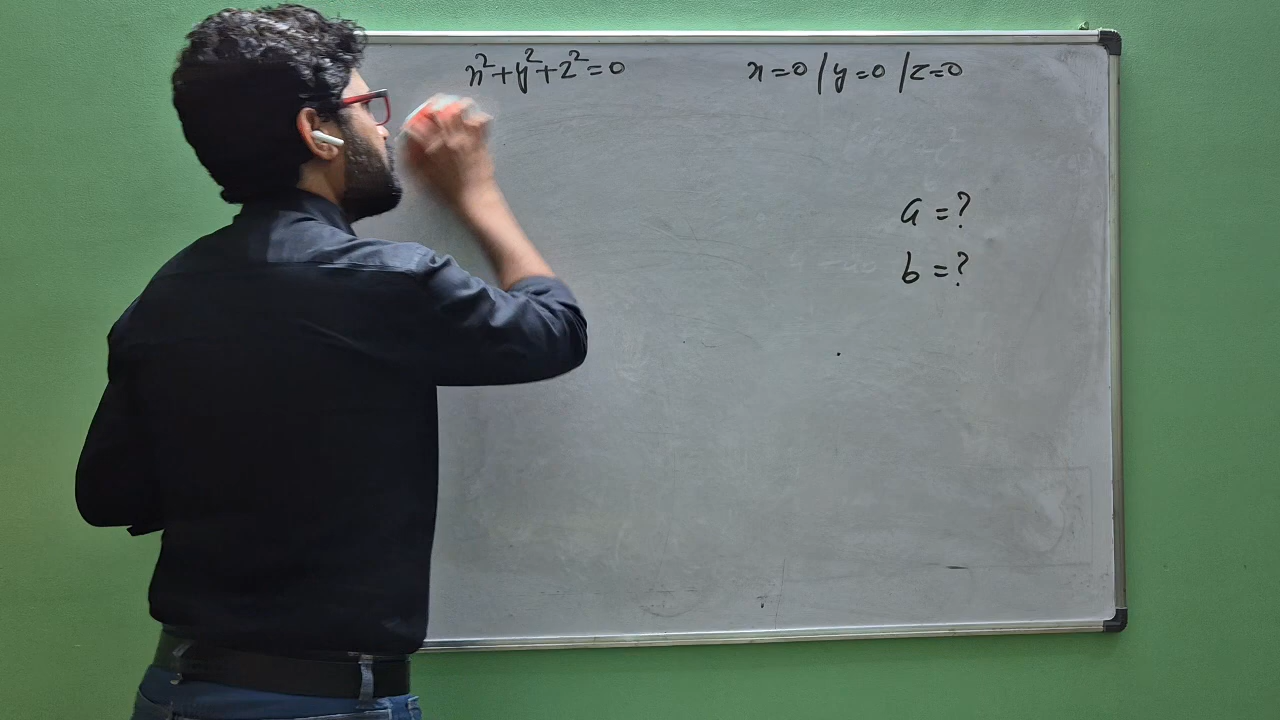 x²+y²+z²=0 x=0 / y=0 / z=0
a = ?
b = ?